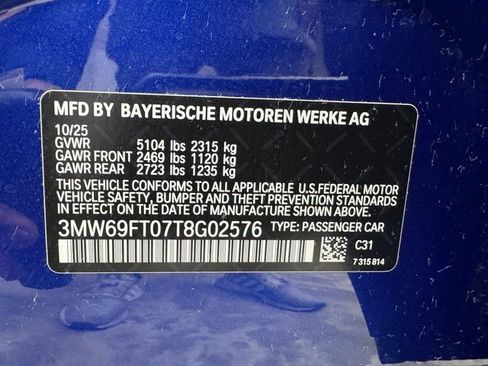 MFD BY BAYERISCHE MOTOREN WERKE AG
10/25
GVWR 5104 lbs 2315 kg
GAWR FRONT 2469 lbs 1120 kg
GAWR REAR 2723 lbs 1235 kg
THIS VEHICLE CONFORMS TO ALL APPLICABLE U.S.FEDERAL MOTOR
VEHICLE SAFETY, BUMPER AND THEFT PREVENTION STANDARDS
IN EFFECT ON THE DATE OF MANUFACTURE SHOWN ABOVE.
3MW69FT07T8G02576 TYPE: PASSENGER CAR
C31
7 315 814